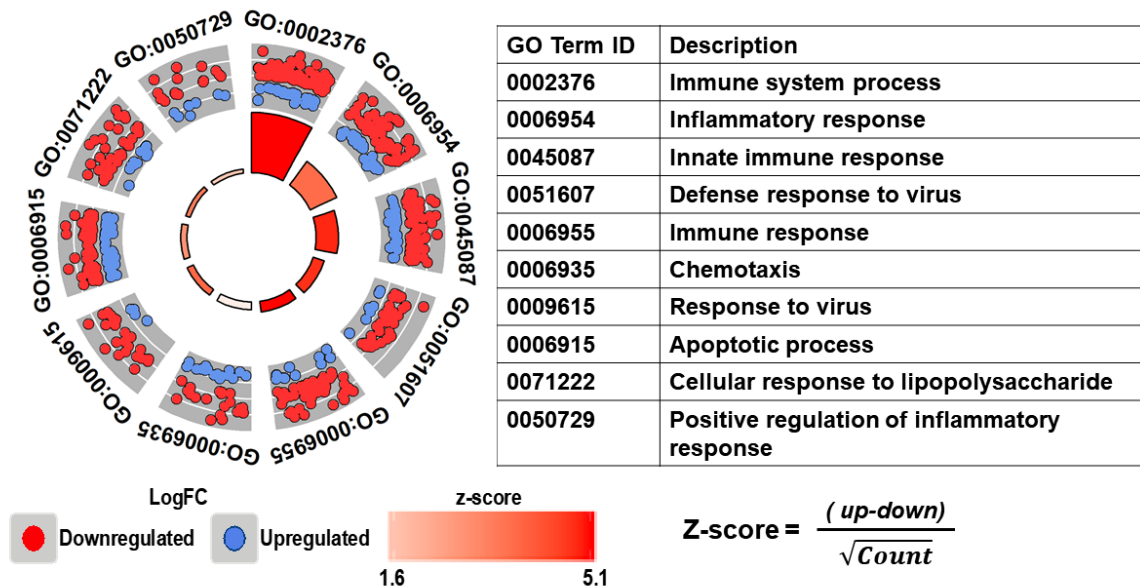 GO:0050729
GO:0002376
GO:0006954
GO:0045087
GO:0051607
GO:0006955
GO:0006935
GO:0009615
GO:0006915
GO:0071222
GO Term ID Description
0002376 Immune system process
0006954 Inflammatory response
0045087 Innate immune response
0051607 Defense response to virus
0006955 Immune response
0006935 Chemotaxis
0009615 Response to virus
0006915 Apoptotic process
0071222 Cellular response to lipopolysaccharide
0050729 Positive regulation of inflammatory
response
LogFC
Downregulated Upregulated
z-score
1.6 5.1
Z-score = (up-down) / √Count